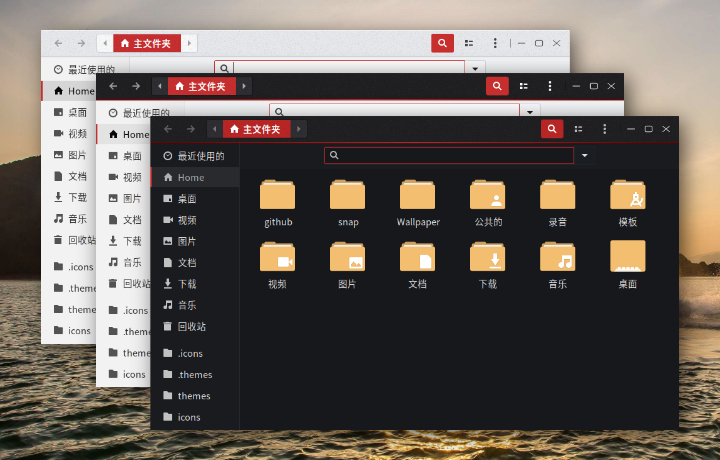 主文件夹
最近使用的
Home
桌面
视频
图片
文档
下载
音乐
回收站
.icons
.themes
themes
icons
主文件夹
最近使用的
Home
桌面
视频
图片
文档
下载
音乐
回收站
.icons
.theme
theme
icons
主文件夹
最近使用的
Home
桌面
视频
图片
文档
下载
音乐
回收站
.icons
.themes
themes
icons
github snap Wallpaper 公共的 录音 模板
视频 图片 文档 下载 音乐 桌面